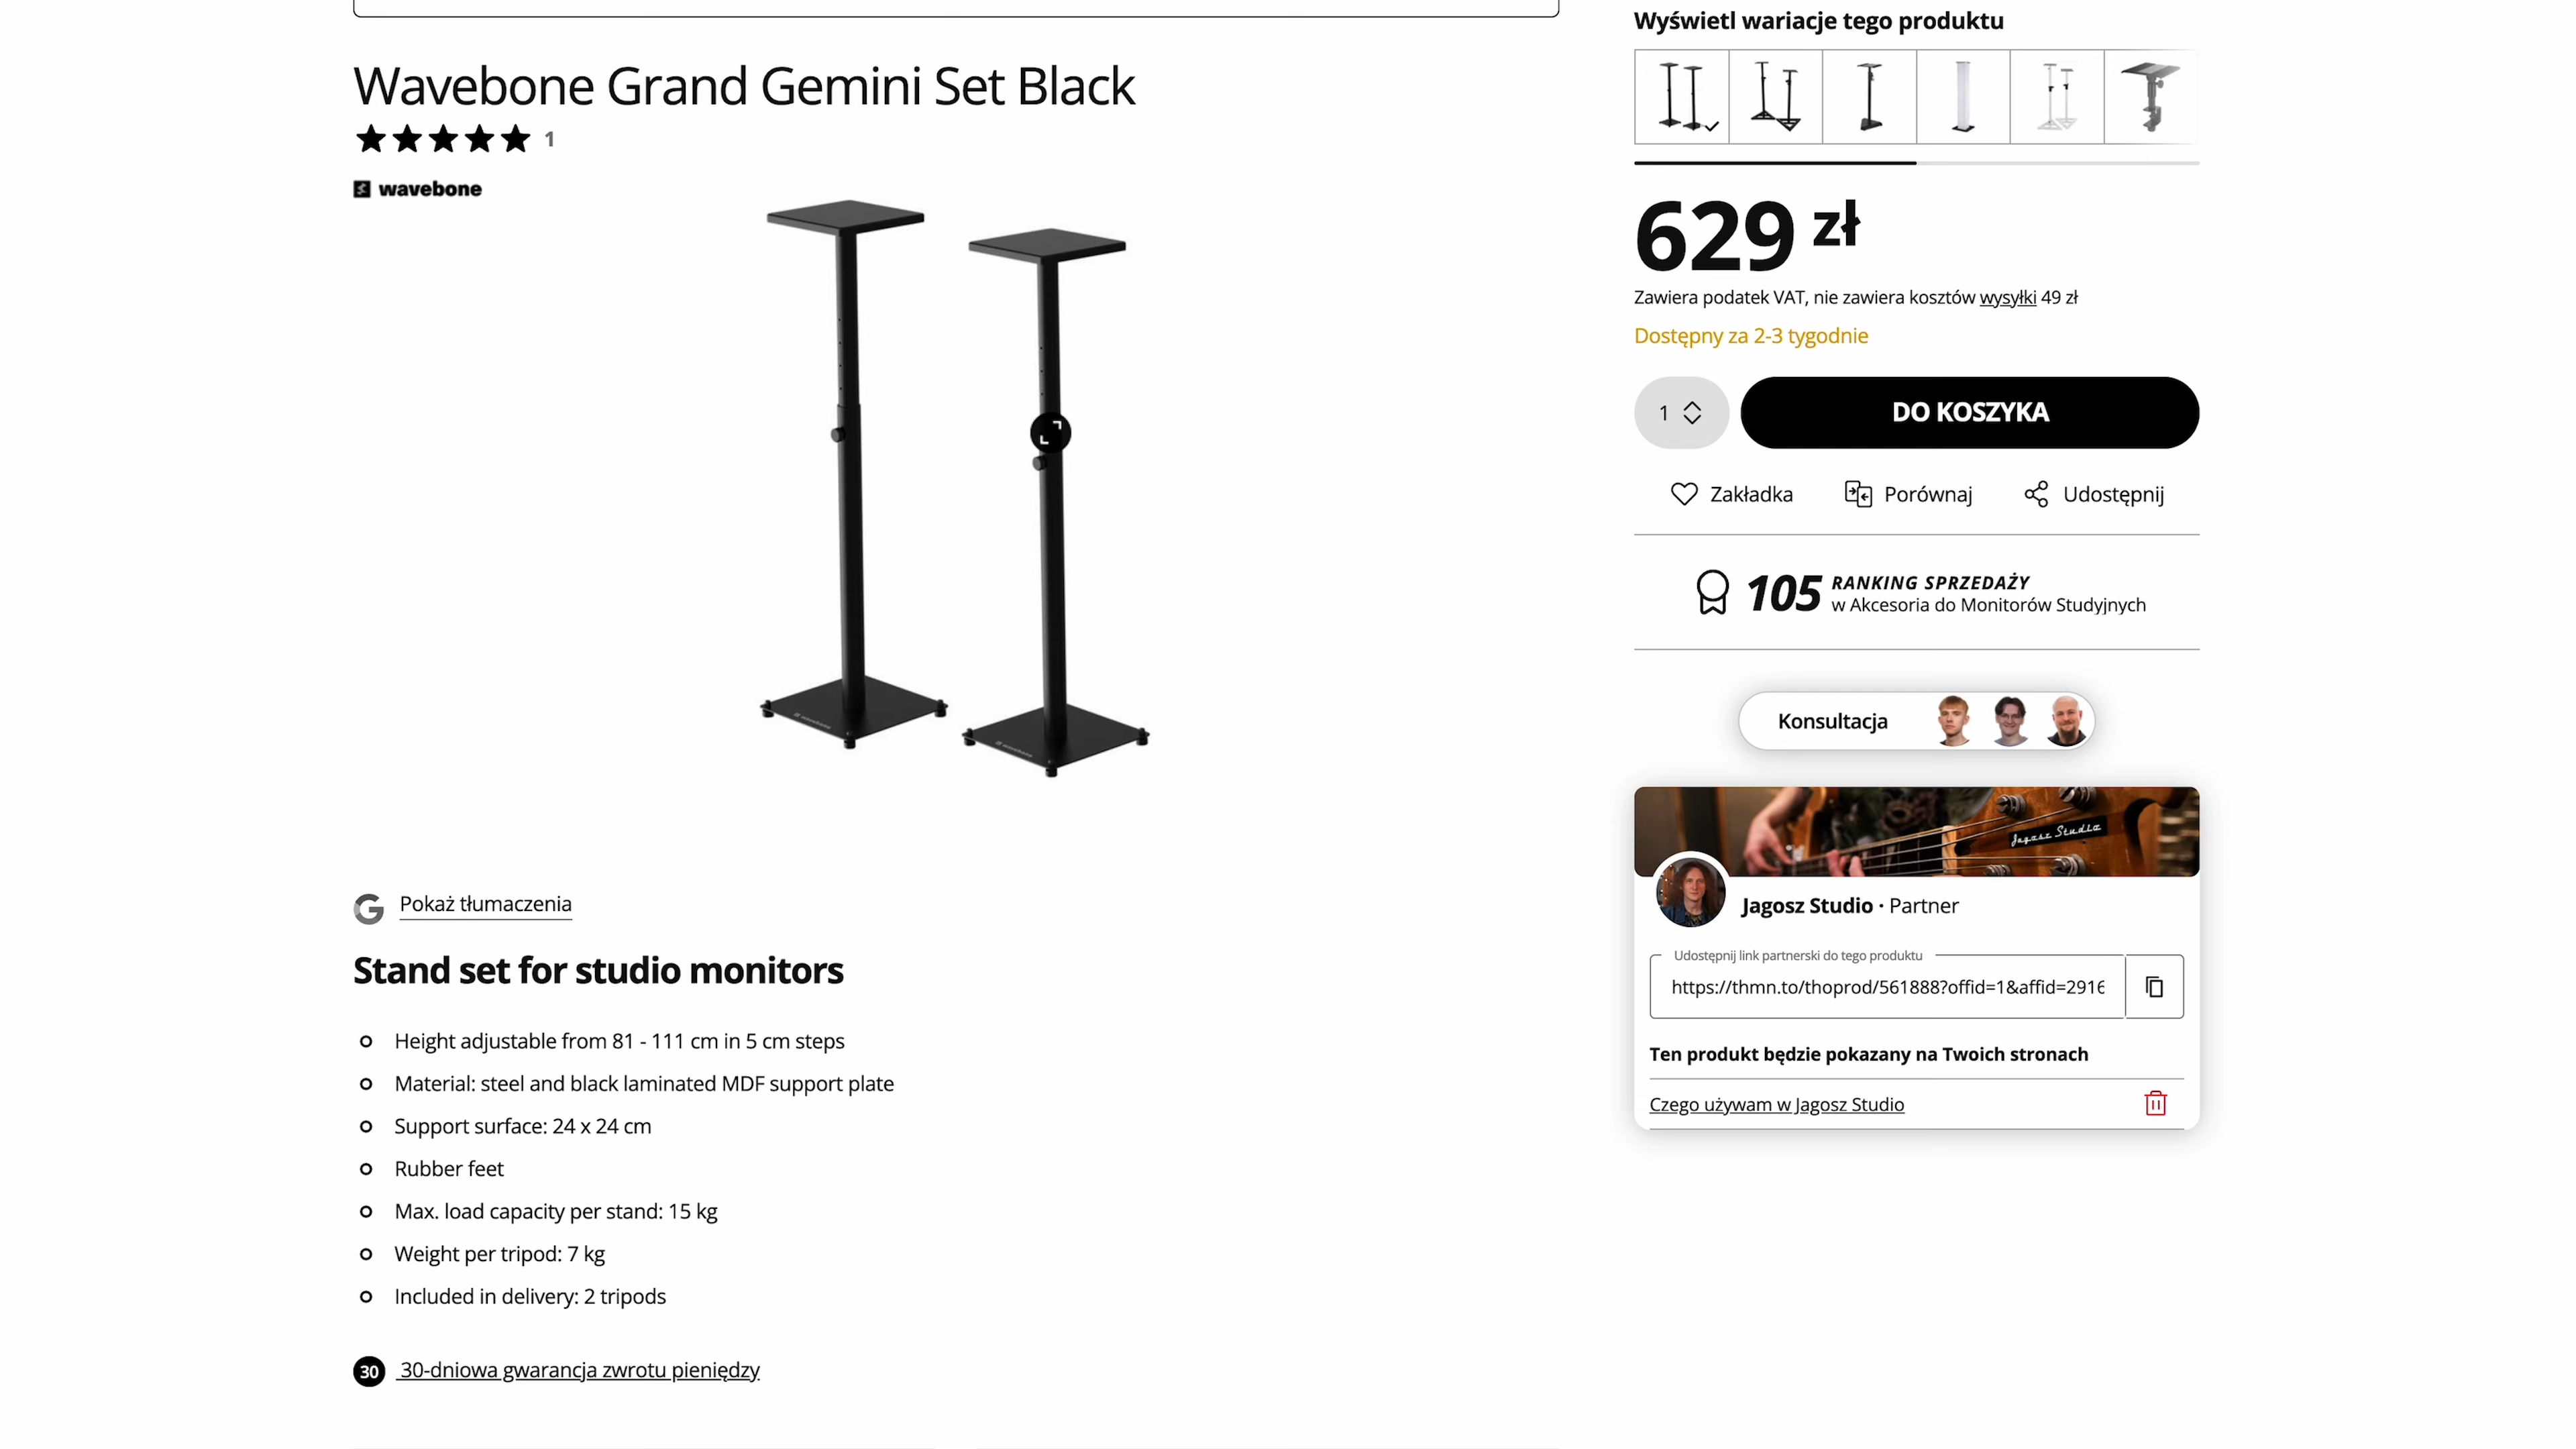 Wavebone Grand Gemini Set Black
1
wavebone
Pokaż tłumaczenia
Stand set for studio monitors
Height adjustable from 81 - 111 cm in 5 cm steps
Material: steel and black laminated MDF support plate
Support surface: 24 x 24 cm
Rubber feet
Max. load capacity per stand: 15 kg
Weight per tripod: 7 kg
Included in delivery: 2 tripods
30 30-dniowa gwarancja zwrotu pieniędzy
Wyświetl wariacje tego produktu
629 zł
Zawiera podatek VAT, nie zawiera kosztów wysyłki 49 zł
Dostępny za 2-3 tygodnie
1
DO KOSZYKA
Zakładka Porównaj Udostępnij
105 RANKING SPRZEDAŻY
w Akcesoria do Monitorów Studyjnych
Konsultacja
Jagosz Studio
Jagosz Studio · Partner
Udostępnij link partnerski do tego produktu
https://thmn.to/thoprod/561888?offid=1&affid=2916
Ten produkt będzie pokazany na Twoich stronach
Czego używam w Jagosz Studio